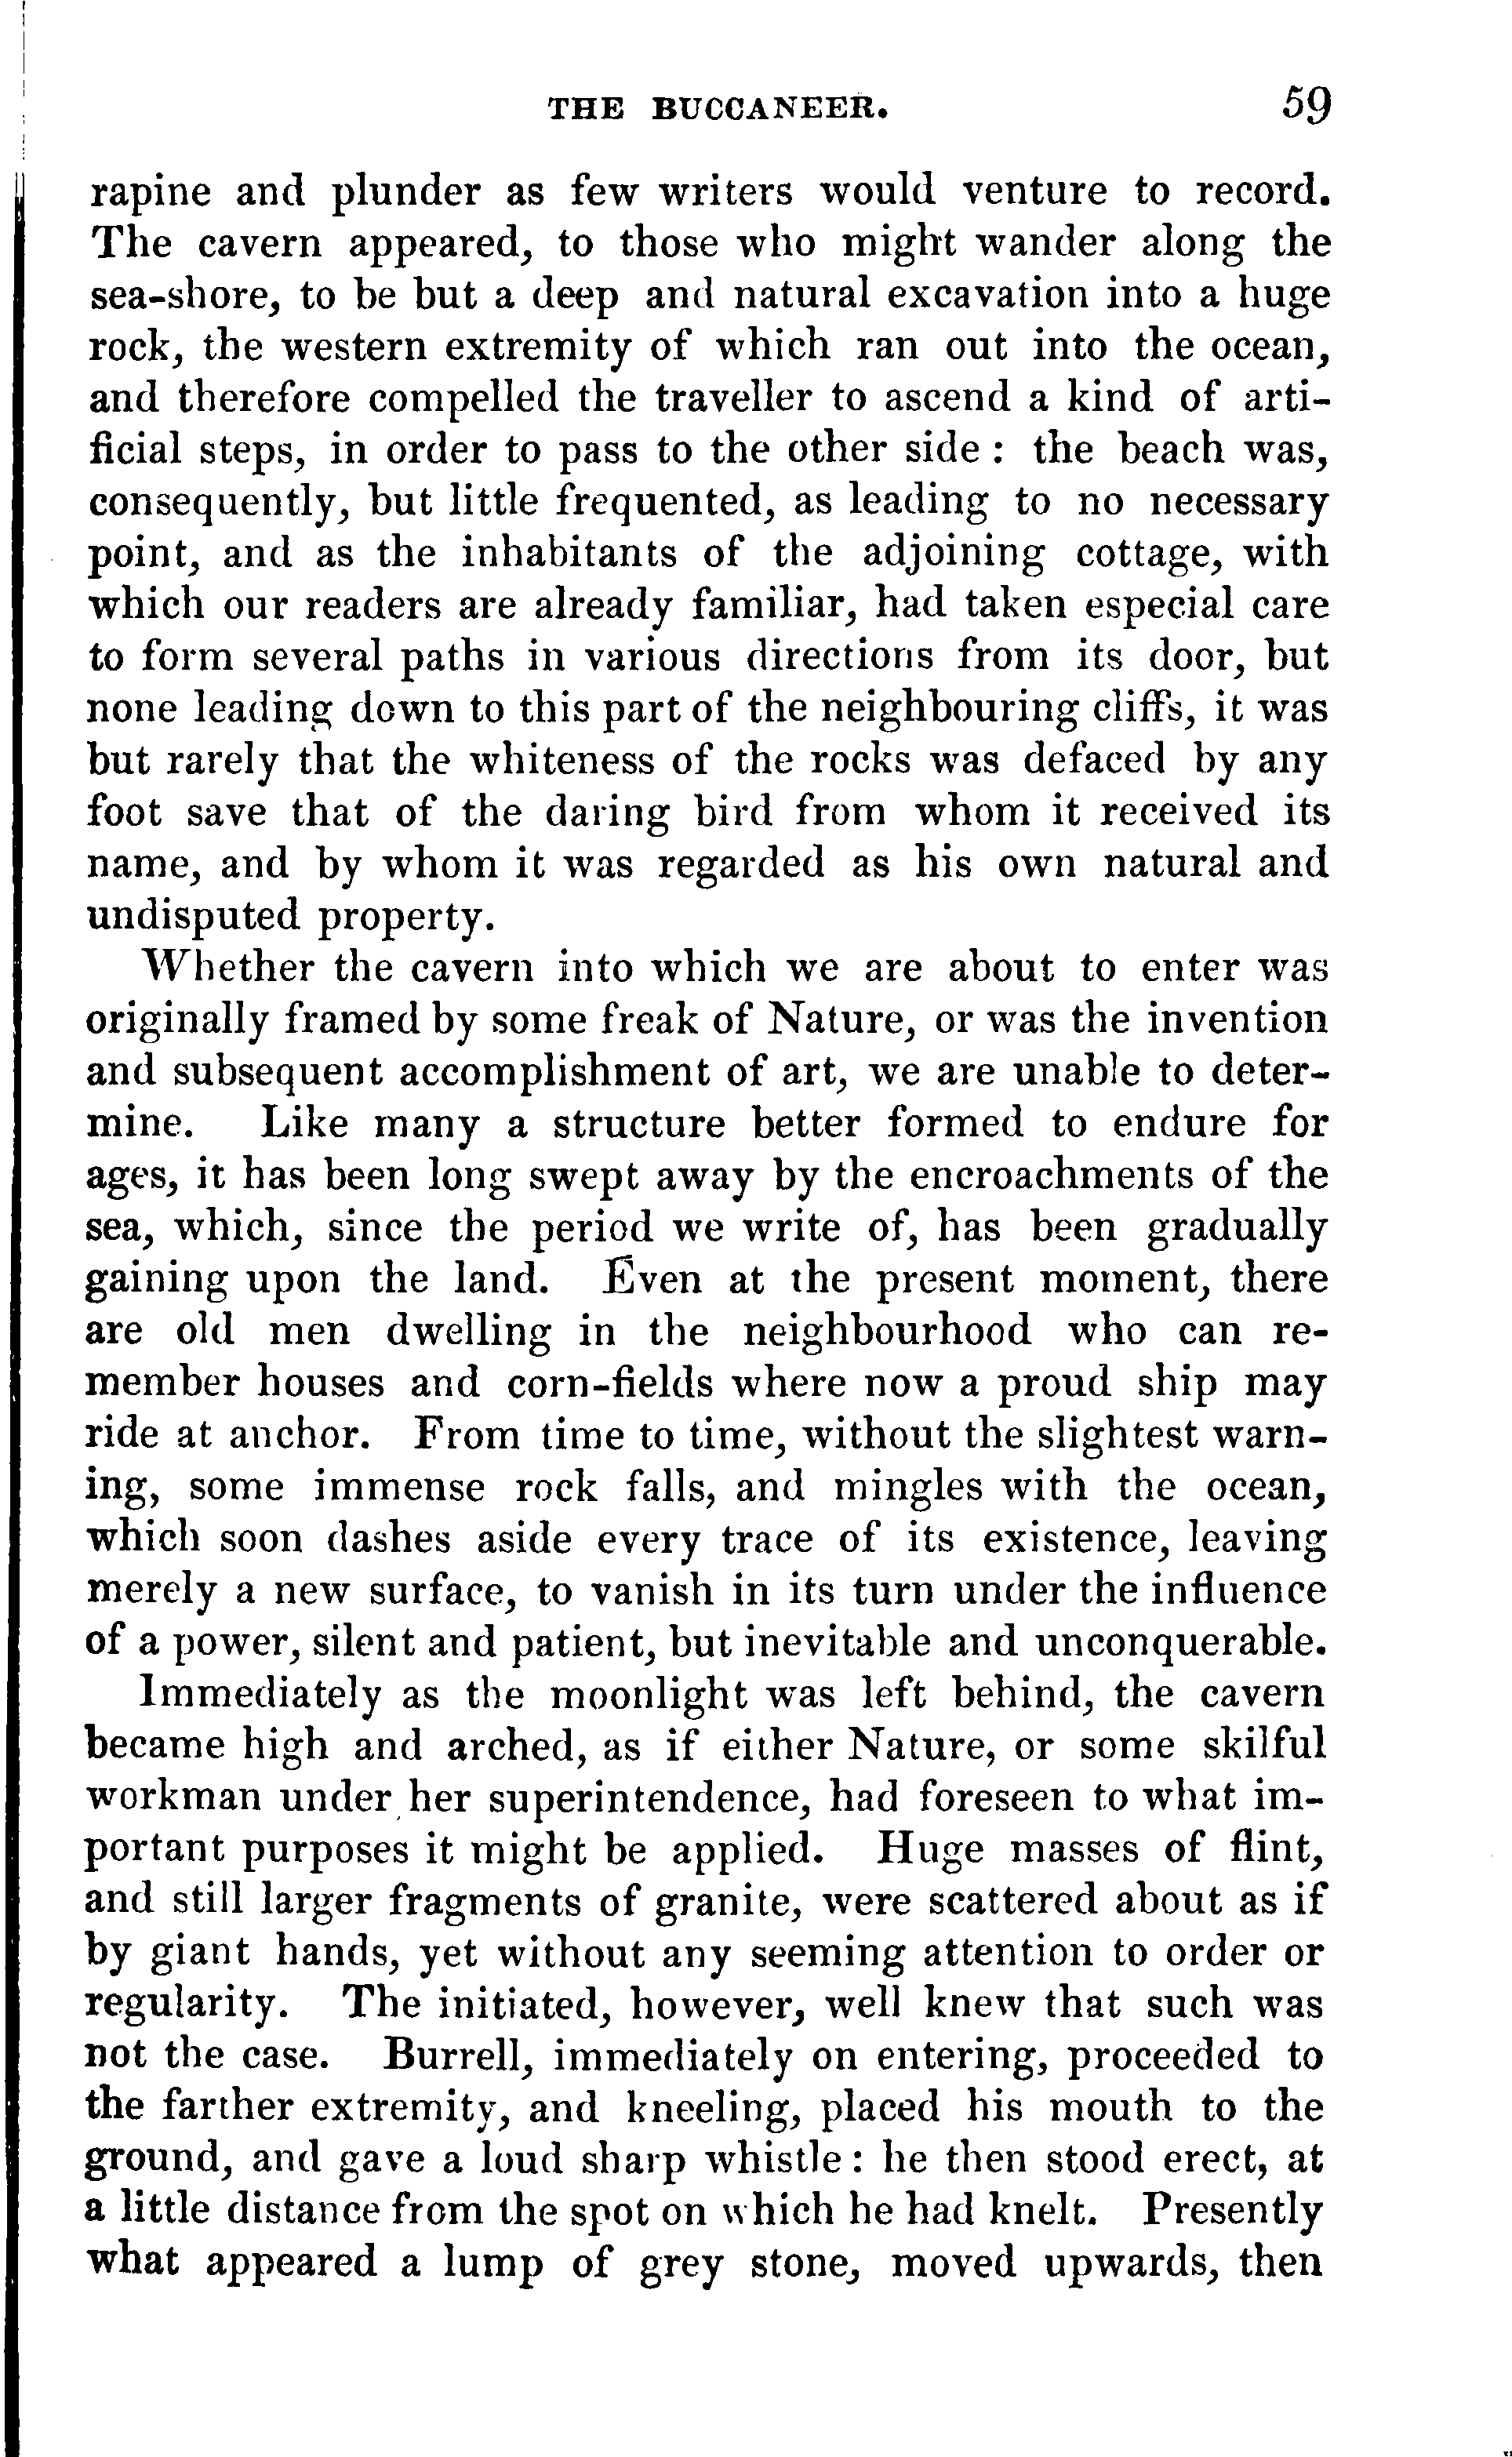 THE BUCCANEER. 59
rapine and plunder as few writers would venture to record.
The cavern appeared, to those who might wander along the
sea-shore, to be but a deep and natural excavation into a huge
rock, the western extremity of which ran out into the ocean,
and therefore compelled the traveller to ascend a kind of arti-
ficial steps, in order to pass to the other side : the beach was,
consequently, but little frequented, as leading to no necessary
point, and as the inhabitants of the adjoining cottage, with
which our readers are already familiar, had taken especial care
to form several paths in various directions from its door, but
none leading down to this part of the neighbouring cliffs, it was
but rarely that the whiteness of the rocks was defaced by any
foot save that of the daring bird from whom it received its
name, and by whom it was regarded as his own natural and
undisputed property.
Whether the cavern into which we are about to enter was
originally framed by some freak of Nature, or was the invention
and subsequent accomplishment of art, we are unable to deter-
mine. Like many a structure better formed to endure for
ages, it has been long swept away by the encroachments of the
sea, which, since the period we write of, has been gradually
gaining upon the land. Even at the present moment, there
are old men dwelling in the neighbourhood who can re-
member houses and corn-fields where now a proud ship may
ride at anchor. From time to time, without the slightest warn-
ing, some immense rock falls, and mingles with the ocean,
which soon dashes aside every trace of its existence, leaving
merely a new surface, to vanish in its turn under the influence
of a power, silent and patient, but inevitable and unconquerable.
Immediately as the moonlight was left behind, the cavern
became high and arched, as if either Nature, or some skilful
workman under her superintendence, had foreseen to what im-
portant purposes it might be applied. Huge masses of flint,
and still larger fragments of granite, were scattered about as if
by giant hands, yet without any seeming attention to order or
regularity. The initiated, however, well knew that such was
not the case. Burrell, immediately on entering, proceeded to
the farther extremity, and kneeling, placed his mouth to the
ground, and gave a loud sharp whistle : he then stood erect, at
a little distance from the spot on which he had knelt. Presently
what appeared a lump of grey stone, moved upwards, then